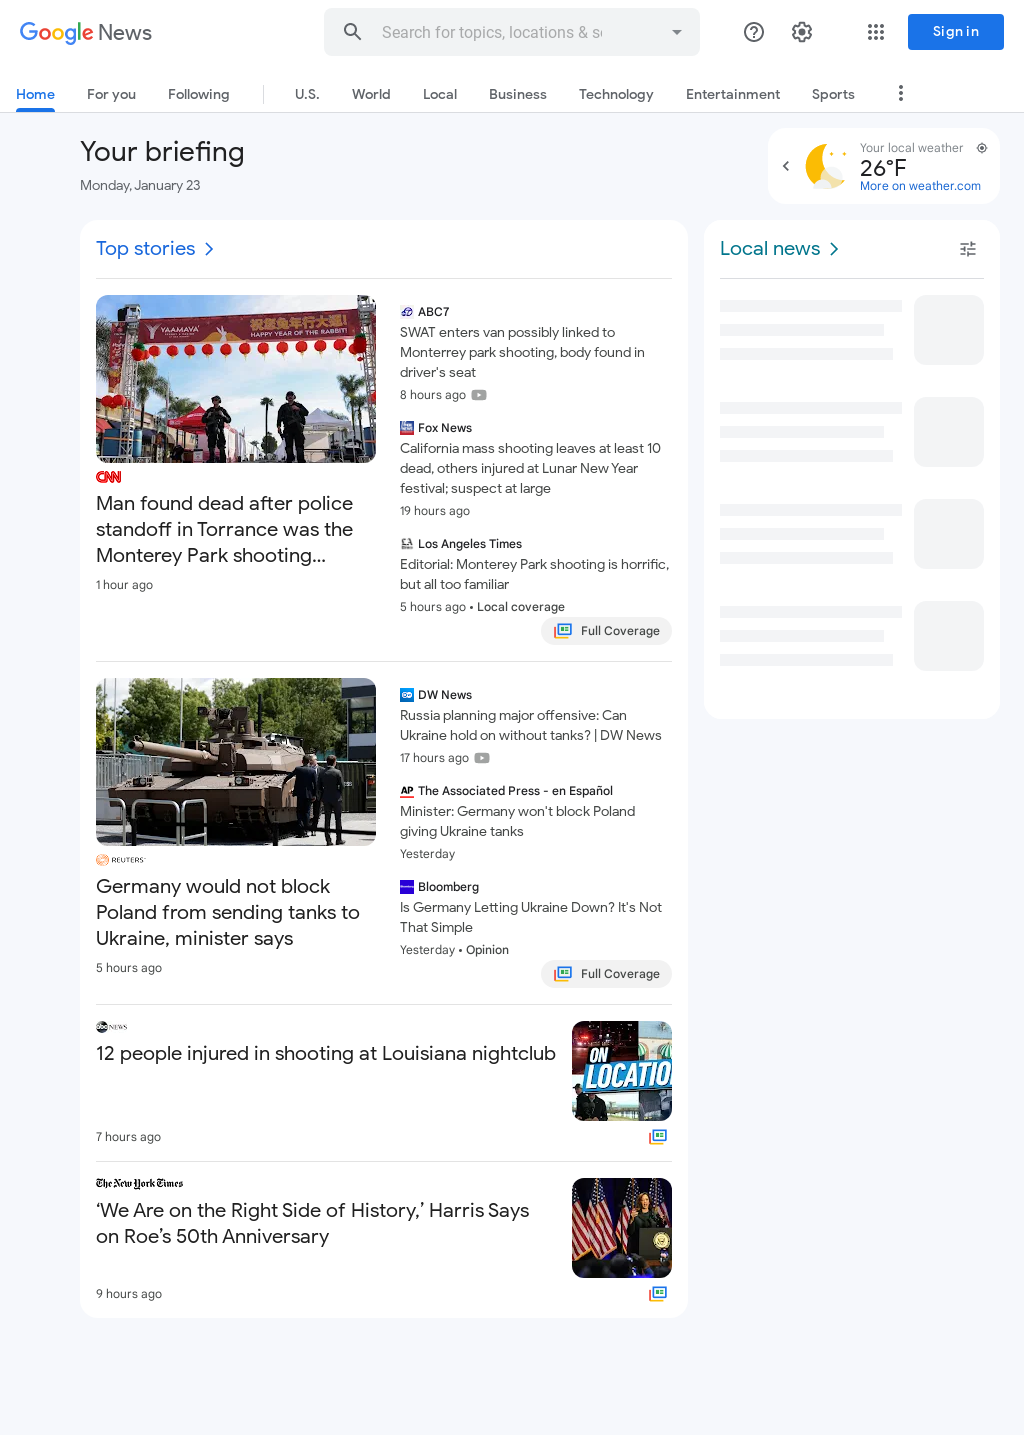 Google News
Search for topics, locations & so
Sign in
Home
For you
Following
U.S.
World
Local
Business
Technology
Entertainment
Sports
Your briefing
Monday, January 23
Your local weather
26°F
More on weather.com
Top stories
YAAMAVA'
祝您兔年行大運!
HAPPY YEAR OF THE RABBIT!
CNN
Man found dead after police
standoff in Torrance was the
Monterey Park shooting...
1 hour ago
ABC7
SWAT enters van possibly linked to
Monterrey park shooting, body found in
driver's seat
8 hours ago
Fox News
California mass shooting leaves at least 10
dead, others injured at Lunar New Year
festival; suspect at large
19 hours ago
Los Angeles Times
Editorial: Monterey Park shooting is horrific,
but all too familiar
5 hours ago • Local coverage
Full Coverage
REUTERS
Germany would not block
Poland from sending tanks to
Ukraine, minister says
5 hours ago
DW News
Russia planning major offensive: Can
Ukraine hold on without tanks? | DW News
17 hours ago
AP
The Associated Press - en Español
Minister: Germany won't block Poland
giving Ukraine tanks
Yesterday
Bloomberg
Is Germany Letting Ukraine Down? It's Not
That Simple
Yesterday • Opinion
Full Coverage
abc NEWS
12 people injured in shooting at Louisiana nightclub
7 hours ago
ON
LOCATIO
The New York Times
‘We Are on the Right Side of History,’ Harris Says
on Roe’s 50th Anniversary
9 hours ago
Local news